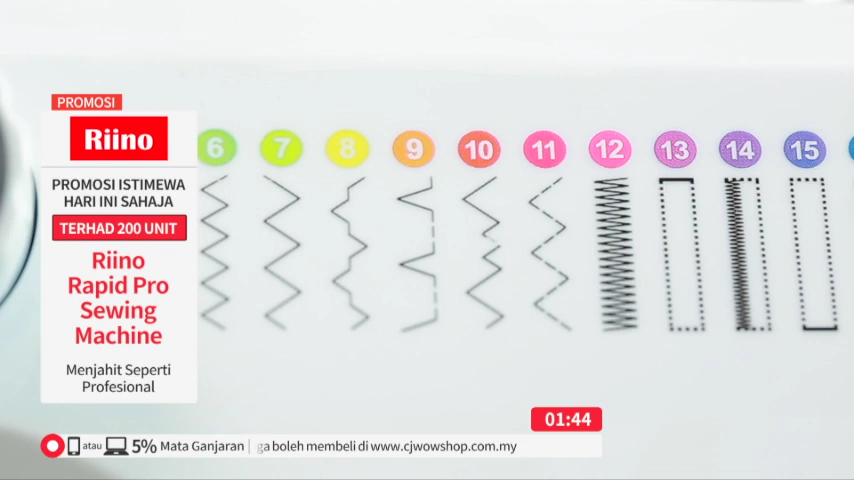 PROMOSI
Riino
PROMOSI ISTIMEWA
HARI INI SAHAJA
TERHAD 200 UNIT
Riino
Rapid Pro
Sewing
Machine
Menjahit Seperti
Profesional
6 7 8 9 10 11 12 13 14 15
01:44
atau 5% Mata Ganjaran | ga boleh membeli di www.cjwowshop.com.my